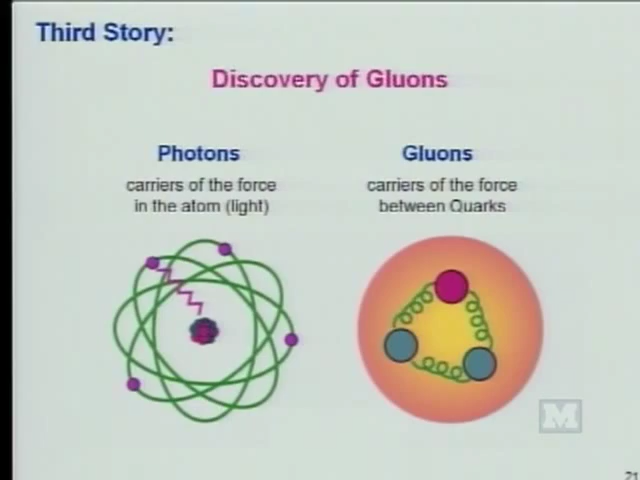 Third Story:
Discovery of Gluons
Photons
Gluons
carriers of the force
in the atom (light)
carriers of the force
between Quarks
M
21